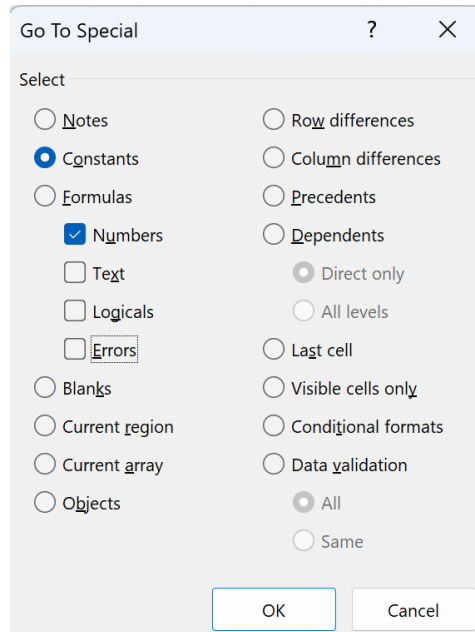 Go To Special ?
Select
Notes
Constants
Formulas
Numbers
Text
Logicals
Errors
Blanks
Current region
Current array
Objects
Row differences
Column differences
Precedents
Dependents
Direct only
All levels
Last cell
Visible cells only
Conditional formats
Data validation
All
Same
OK
Cancel